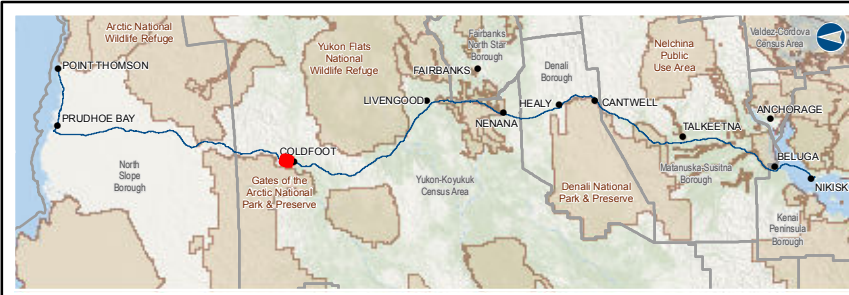 Arctic National
Wildlife Refuge
POINT THOMSON
PRUDHOE BAY
North
Slope
Borough
COLDFOOT
Gates of the
Arctic National
Park & Preserve
Yukon Flats
National
Wildlife Refuge
LIVENGOOD
Fairbanks
North Star
Borough
FAIRBANKS
NENANA
Yukon-Koyukuk
Census Area
Denali
Borough
HEALY
CANTWELL
Denali National
Park & Preserve
Nelchina
Public
Use Area
TALKEETNA
Matanuska-Susitna
Borough
Valdez-Cordova
Census Area
ANCHORAGE
BELUGA
NIKISK
Kenai
Peninsula
Borough